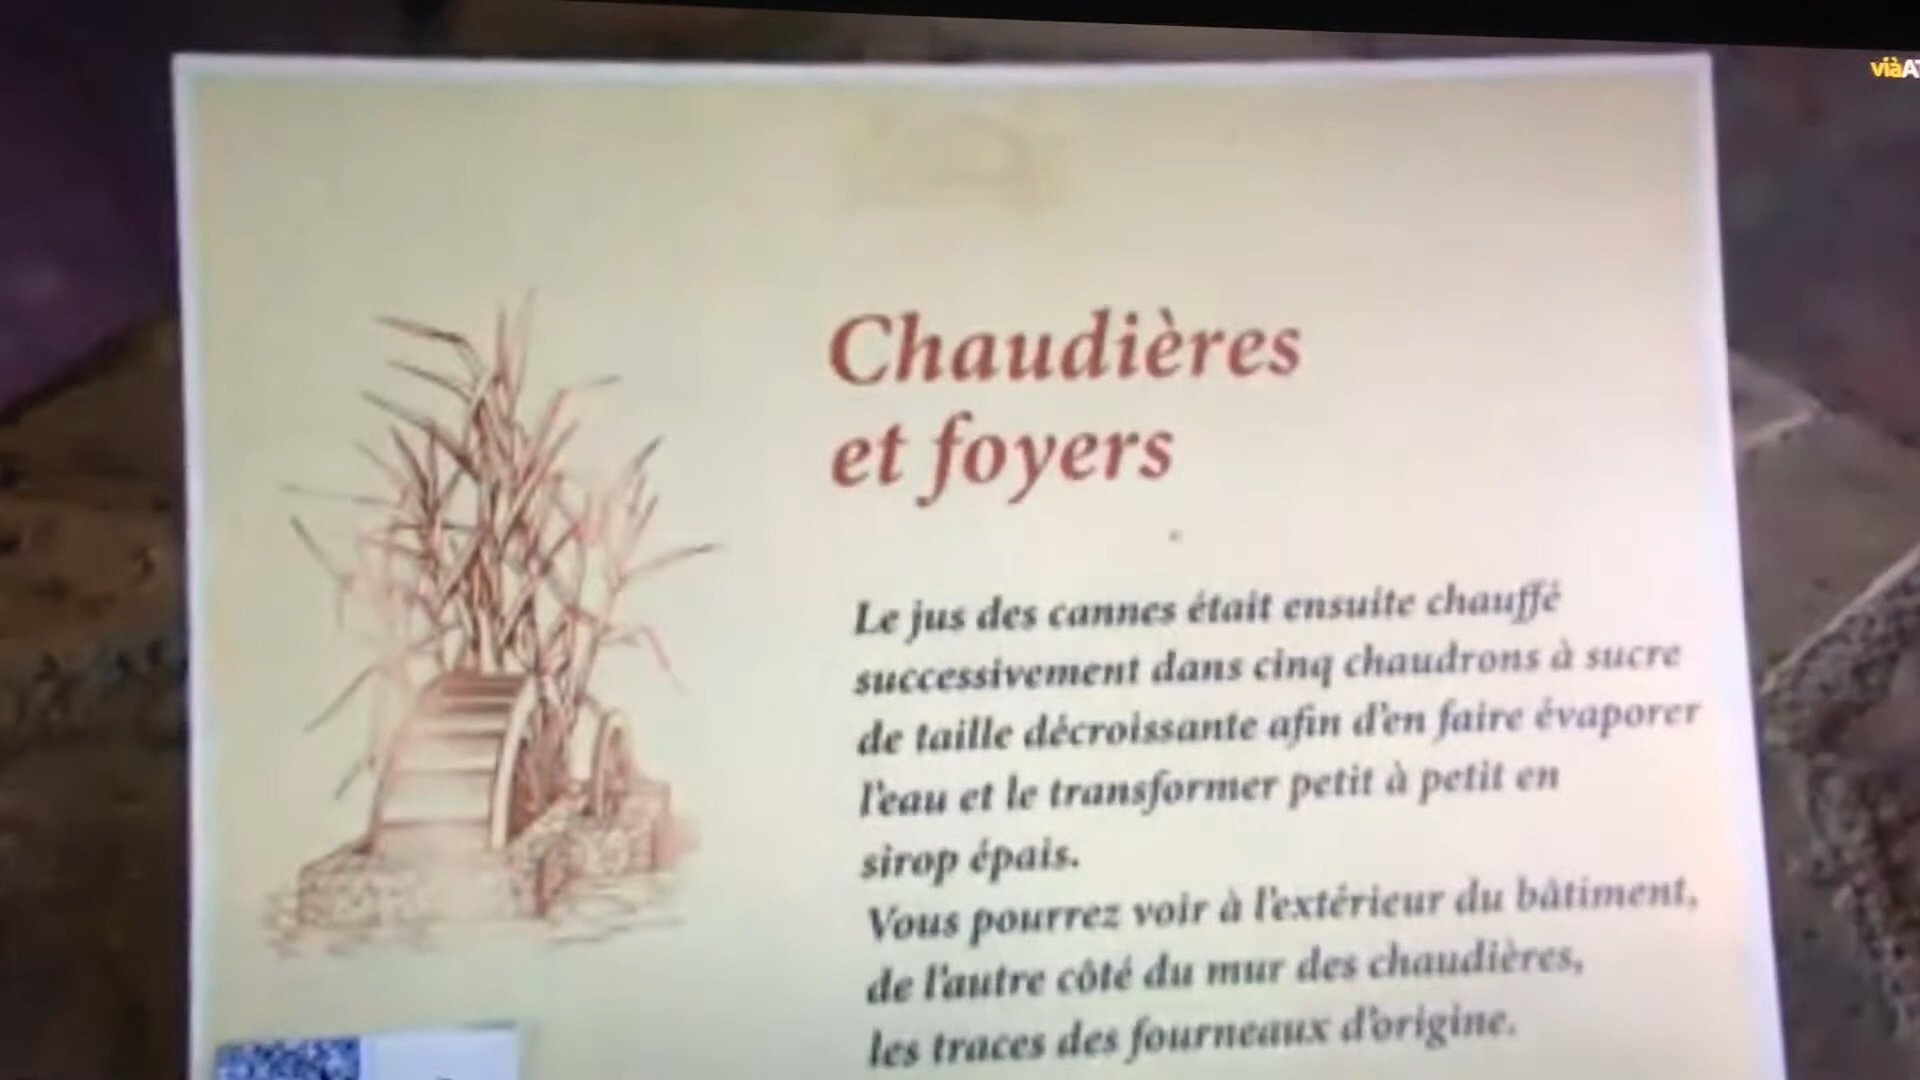 viàAT
Chaudières
et foyers
Le jus des cannes était ensuite chauffé
successivement dans cinq chaudrons à sucre
de taille décroissante afin d'en faire évaporer
l'eau et le transformer petit à petit en
sirop épais.
Vous pourrez voir à l'extérieur du bâtiment,
de l'autre côté du mur des chaudières,
les traces des fourneaux d'origine.